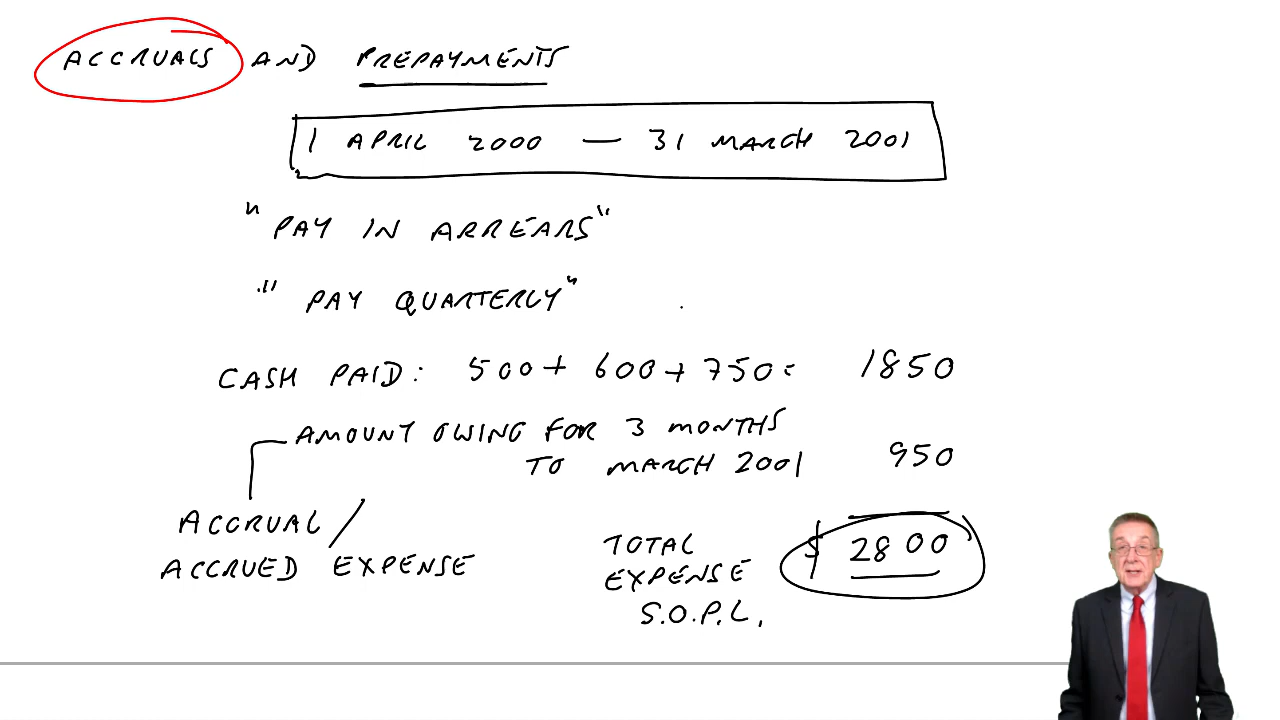 ACCRUALS AND PREPAYMENTS
1 APRIL 2000 — 31 MARCH 2001
"PAY IN ARREARS"
"PAY QUARTERLY"
CASH PAID: 500 + 600 + 750 = 1850
AMOUNT OWING FOR 3 MONTHS
TO MARCH 2001 950
ACCRUAL /
ACCRUED EXPENSE
TOTAL $ 2800
EXPENSE
S.O.P.L.